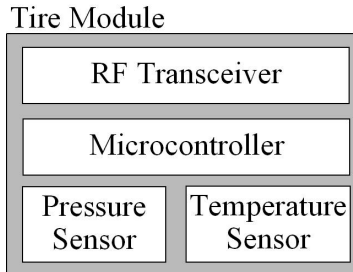 Tire Module
RF Transceiver
Microcontroller
Pressure
Sensor
Temperature
Sensor